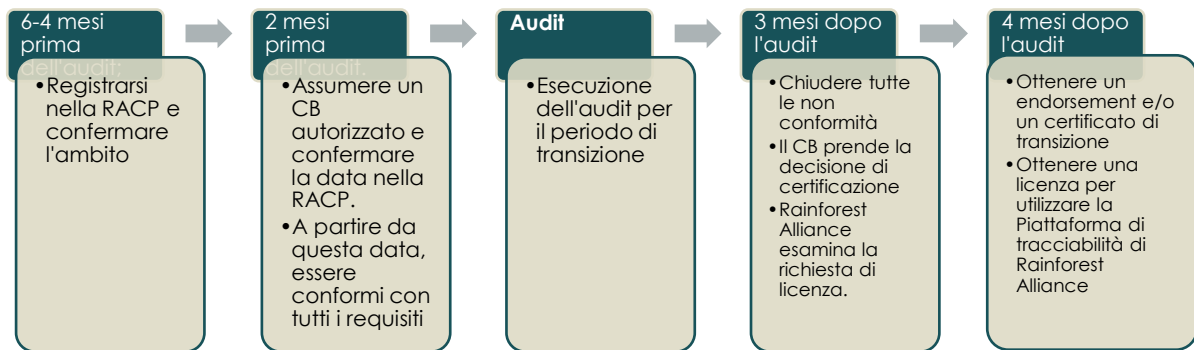 6-4 mesi
prima
dell'audit;
•Registrarsi
nella RACP e
confermare
l'ambito
2 mesi
prima
dell'audit.
•Assumere un
CB
autorizzato e
confermare
la data nella
RACP.
•A partire da
questa data,
essere
conformi con
tutti i requisiti
Audit
•Esecuzione
dell'audit per
il periodo di
transizione
3 mesi dopo
l'audit
•Chiudere tutte
le non
conformità
•Il CB prende la
decisione di
certificazione
•Rainforest
Alliance
esamina la
richiesta di
licenza.
4 mesi dopo
l'audit
•Ottenere un
endorsement e/o
un certificato di
transizione
•Ottenere una
licenza per
utilizzare la
Piattaforma di
tracciabilità di
Rainforest
Alliance